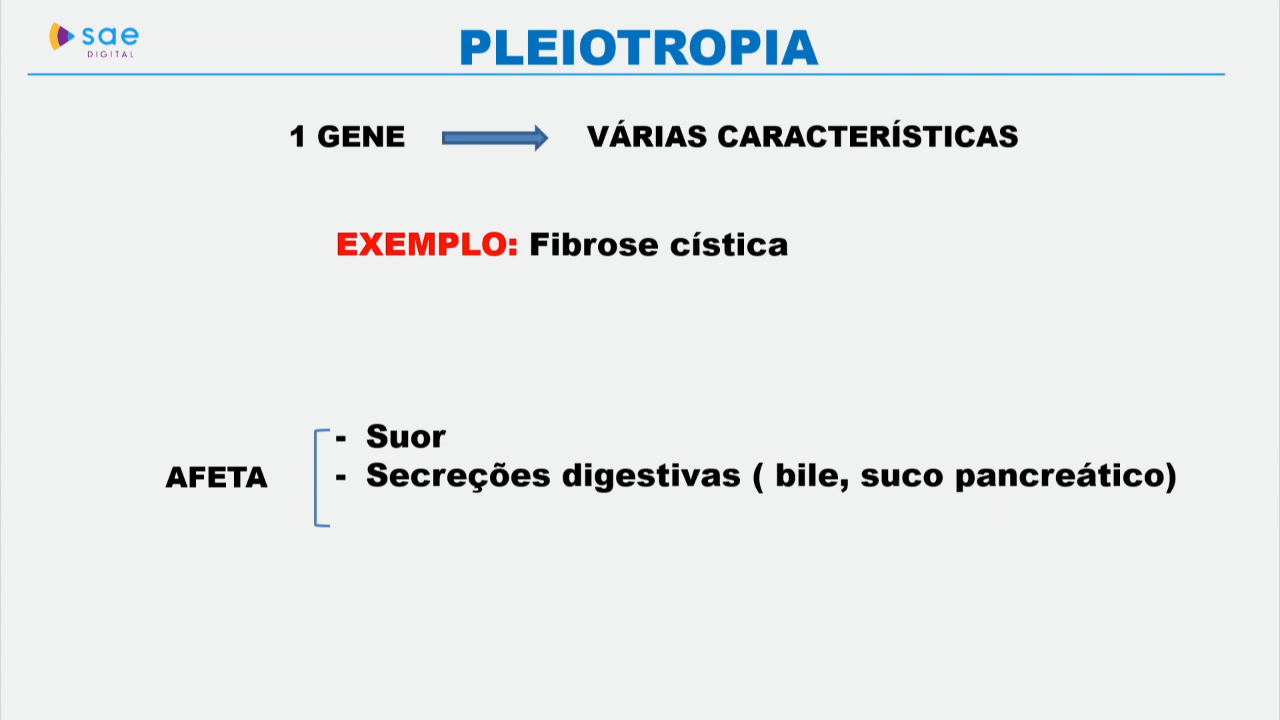 sae
DIGITAL
PLEIOTROPIA
1 GENE VÁRIAS CARACTERÍSTICAS
EXEMPLO: Fibrose cística
- Suor
AFETA - Secreções digestivas ( bile, suco pancreático)